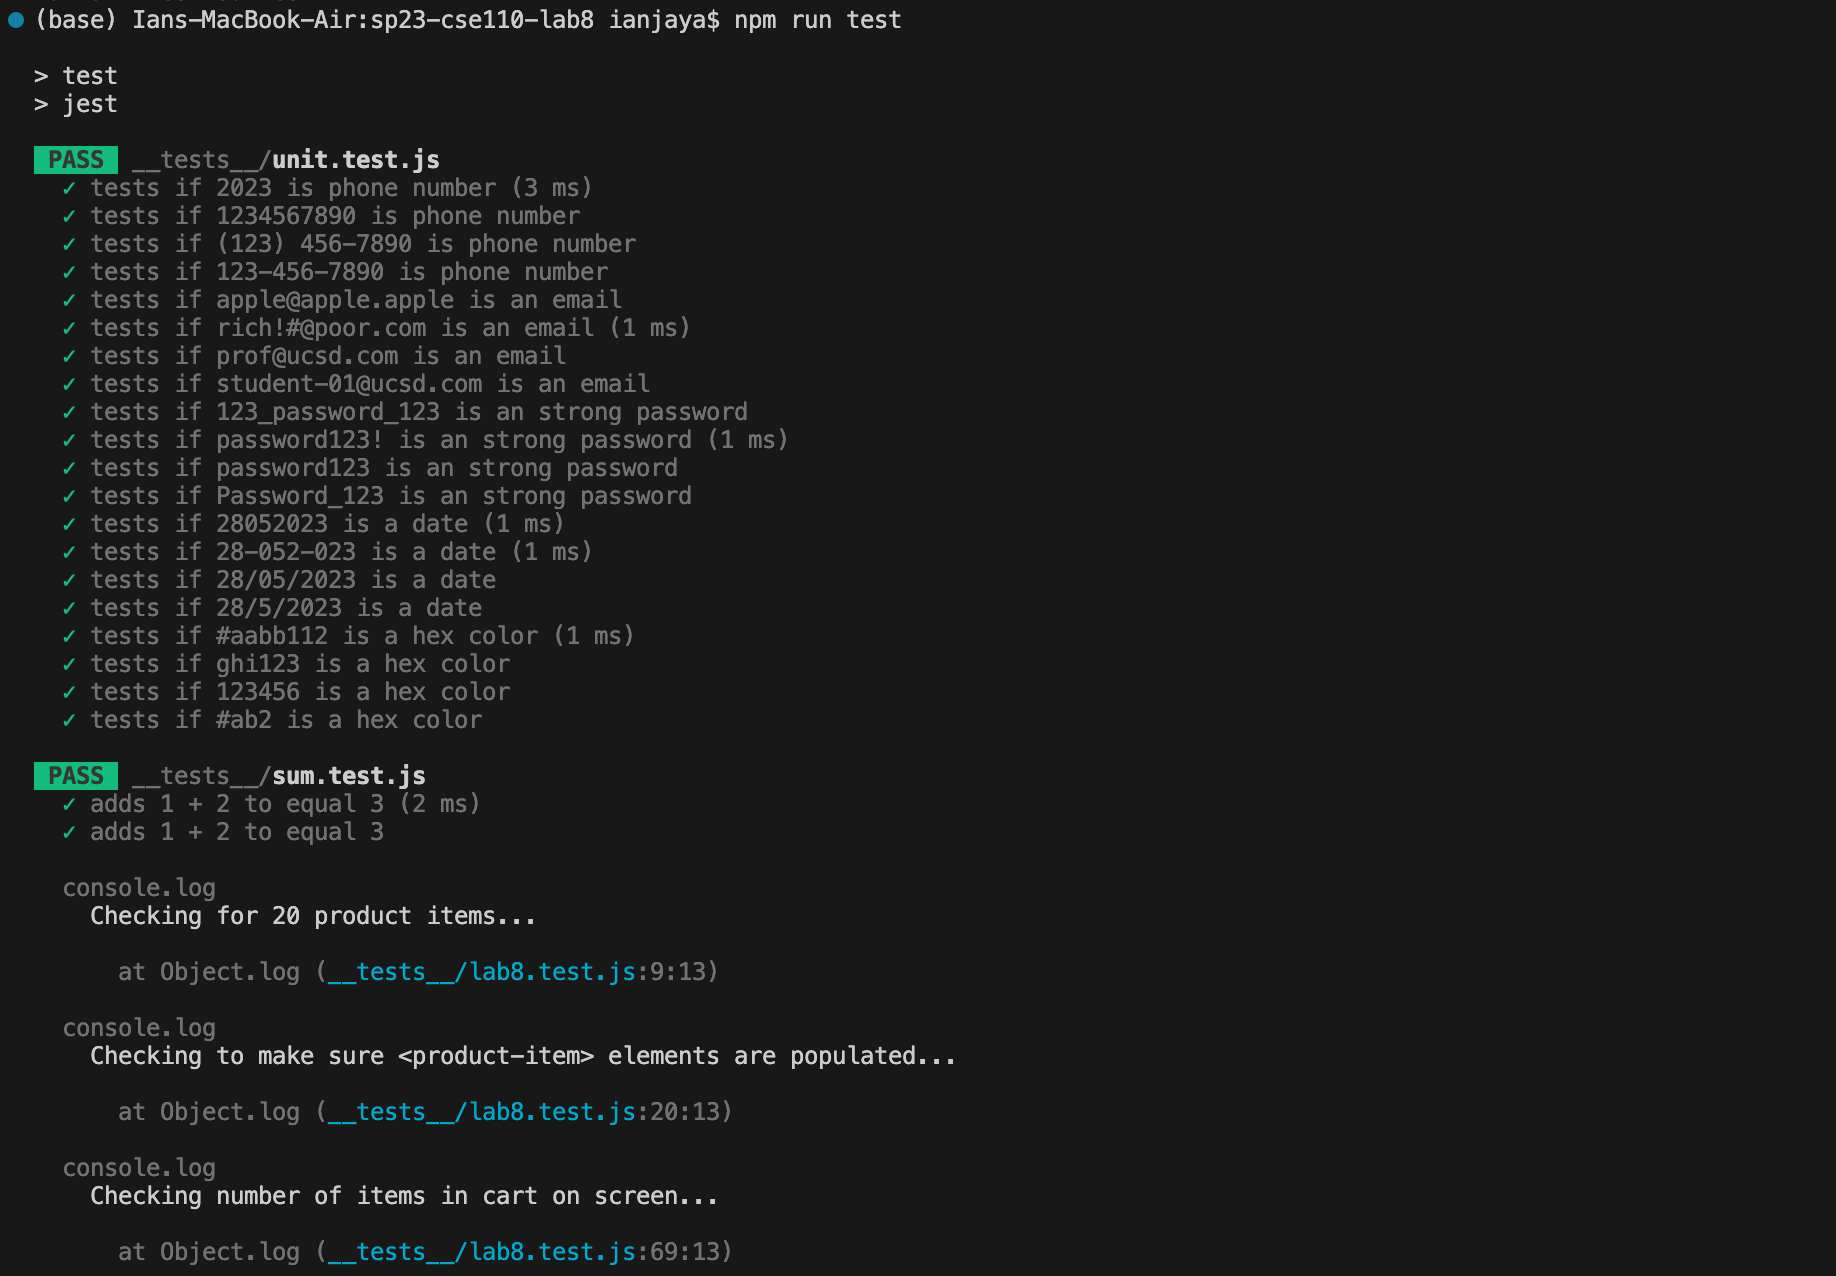 (base) Ians-MacBook-Air:sp23-cse110-lab8 ianjaya$ npm run test
> test
> jest
PASS __tests__/unit.test.js
✓ tests if 2023 is phone number (3 ms)
✓ tests if 1234567890 is phone number
✓ tests if (123) 456-7890 is phone number
✓ tests if 123-456-7890 is phone number
✓ tests if apple@apple.apple is an email
✓ tests if rich!#@poor.com is an email (1 ms)
✓ tests if prof@ucsd.com is an email
✓ tests if student-01@ucsd.com is an email
✓ tests if 123_password_123 is an strong password
✓ tests if password123! is an strong password (1 ms)
✓ tests if password123 is an strong password
✓ tests if Password_123 is an strong password
✓ tests if 28052023 is a date (1 ms)
✓ tests if 28-052-023 is a date (1 ms)
✓ tests if 28/05/2023 is a date
✓ tests if 28/5/2023 is a date
✓ tests if #aabb112 is a hex color (1 ms)
✓ tests if ghi123 is a hex color
✓ tests if 123456 is a hex color
✓ tests if #ab2 is a hex color
PASS __tests__/sum.test.js
✓ adds 1 + 2 to equal 3 (2 ms)
✓ adds 1 + 2 to equal 3
console.log
Checking for 20 product items...
at Object.log (__tests__/lab8.test.js:9:13)
console.log
Checking to make sure <product-item> elements are populated...
at Object.log (__tests__/lab8.test.js:20:13)
console.log
Checking number of items in cart on screen...
at Object.log (__tests__/lab8.test.js:69:13)